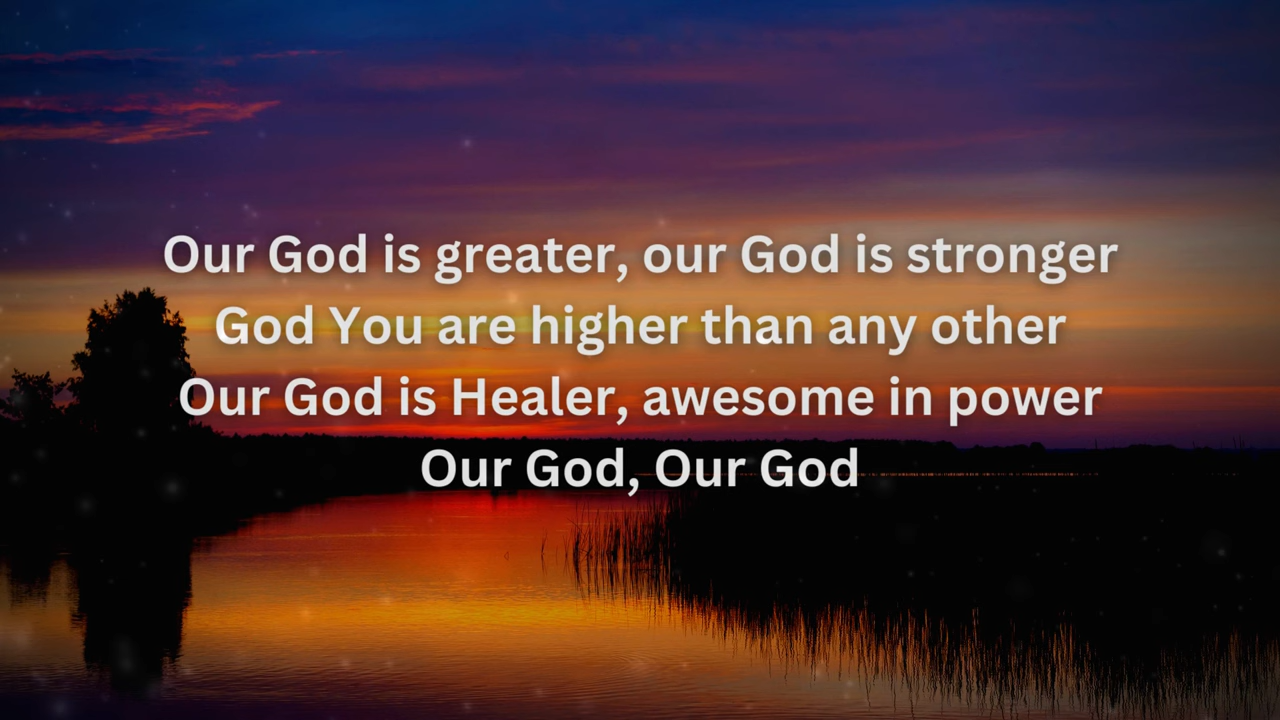 Our God is greater, our God is stronger
God You are higher than any other
Our God is Healer, awesome in power
Our God, Our God